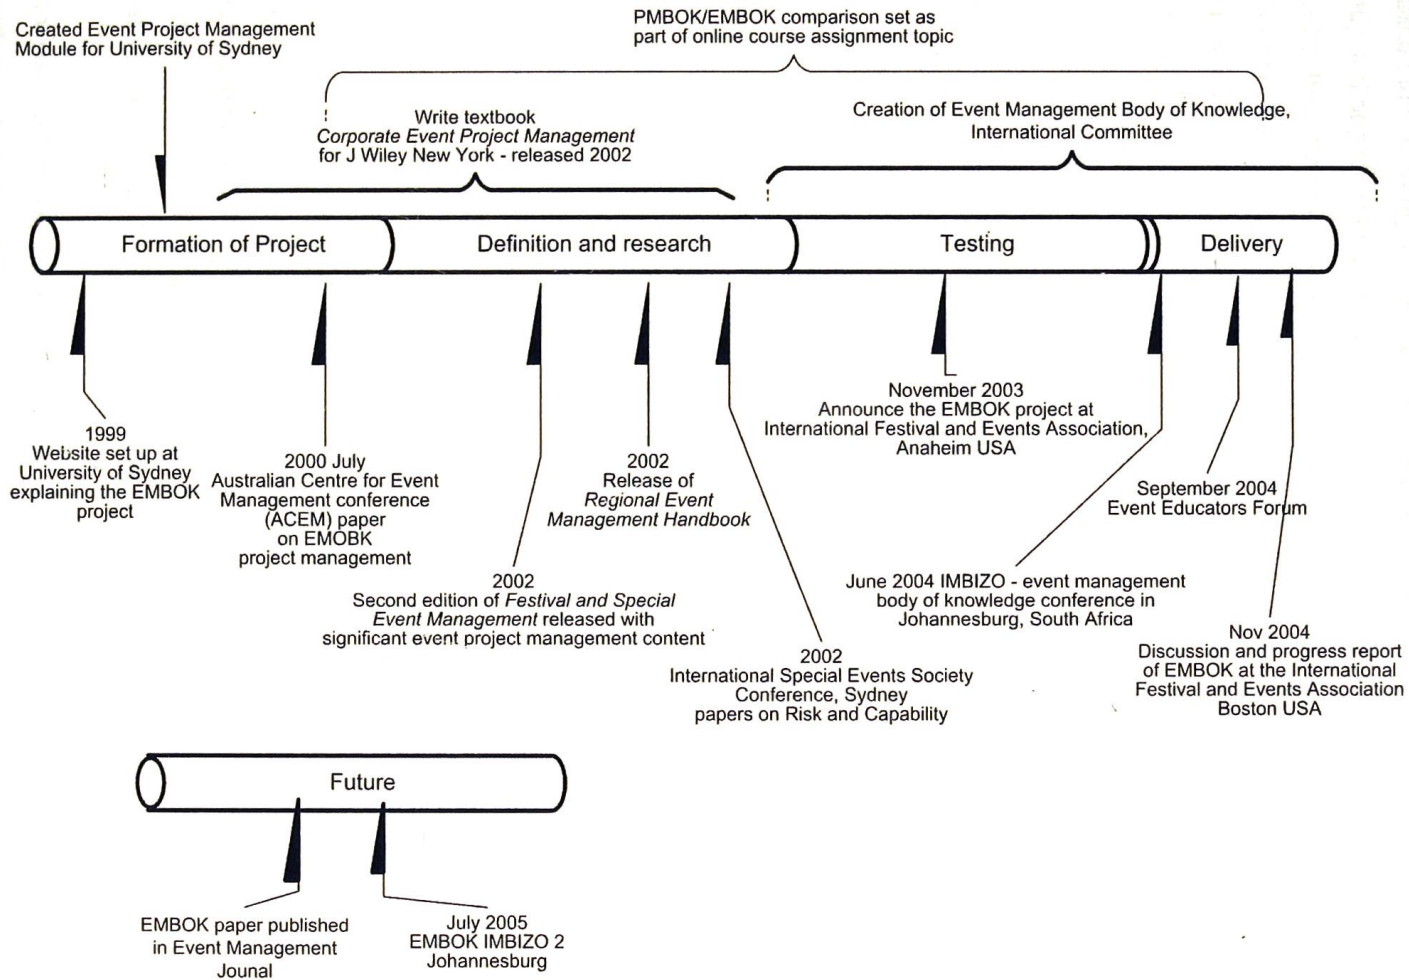 Created Event Project Management
Module for University of Sydney
PMBOK/EMBOK comparison set as
part of online course assignment topic
Write textbook
Corporate Event Project Management
for J Wiley New York - released 2002
Creation of Event Management Body of Knowledge,
International Committee
Formation of Project
Definition and research
Testing
Delivery
1999
Website set up at
University of Sydney
explaining the EMBOK
project
2000 July
Australian Centre for Event
Management conference
(ACEM) paper
on EMOBK
project management
2002
Second edition of Festival and Special
Event Management released with
significant event project management content
2002
Release of
Regional Event
Management Handbook
2002
International Special Events Society
Conference, Sydney
papers on Risk and Capability
November 2003
Announce the EMBOK project at
International Festival and Events Association,
Anaheim USA
June 2004 IMBIZO - event management
body of knowledge conference in
Johannesburg, South Africa
September 2004
Event Educators Forum
Nov 2004
Discussion and progress report
of EMBOK at the International
Festival and Events Association
Boston USA
Future
EMBOK paper published
in Event Management
Jounal
July 2005
EMBOK IMBIZO 2
Johannesburg